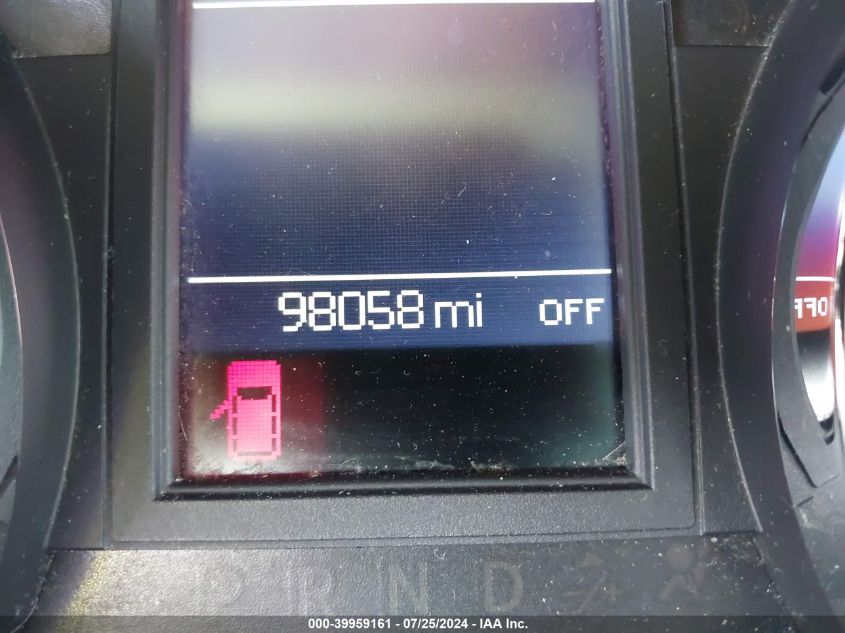 98058 mi OFF
P R N D
000-39959161 - 07/25/2024 - IAA Inc.